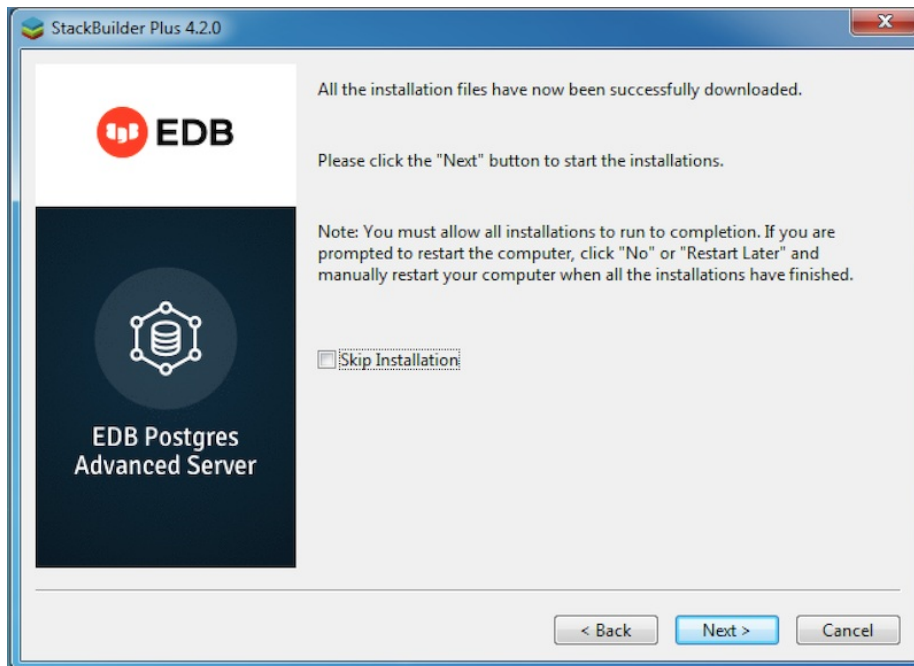 StackBuilder Plus 4.2.0
EDB
All the installation files have now been successfully downloaded.
Please click the "Next" button to start the installations.
Note: You must allow all installations to run to completion. If you are
prompted to restart the computer, click "No" or "Restart Later" and
manually restart your computer when all the installations have finished.
Skip Installation
EDB Postgres
Advanced Server
< Back
Next >
Cancel